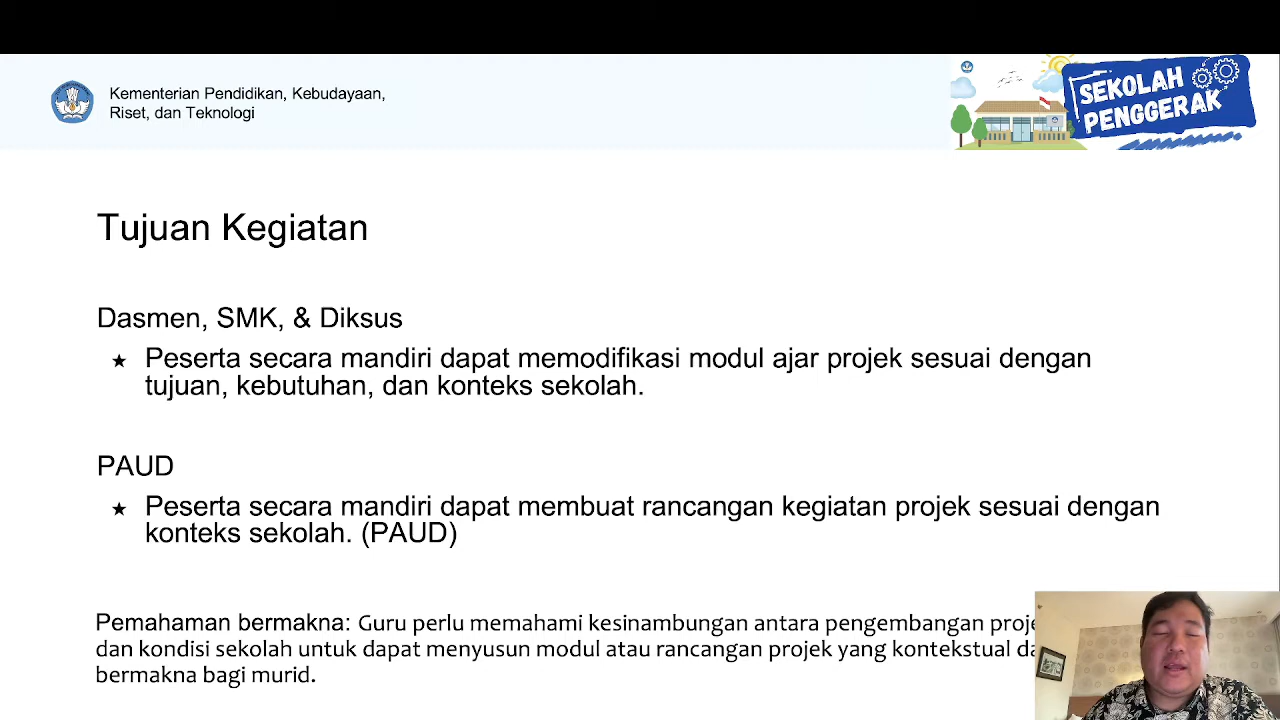 Kementerian Pendidikan, Kebudayaan,
Riset, dan Teknologi
SEKOLAH
PENGGERAK
Tujuan Kegiatan
Dasmen, SMK, & Diksus
★ Peserta secara mandiri dapat memodifikasi modul ajar projek sesuai dengan
tujuan, kebutuhan, dan konteks sekolah.
PAUD
★ Peserta secara mandiri dapat membuat rancangan kegiatan projek sesuai dengan
konteks sekolah. (PAUD)
Pemahaman bermakna: Guru perlu memahami kesinambungan antara pengembangan
dan kondisi sekolah untuk dapat menyusun modul atau rancangan projek yang kontekstual
bermakna bagi murid.